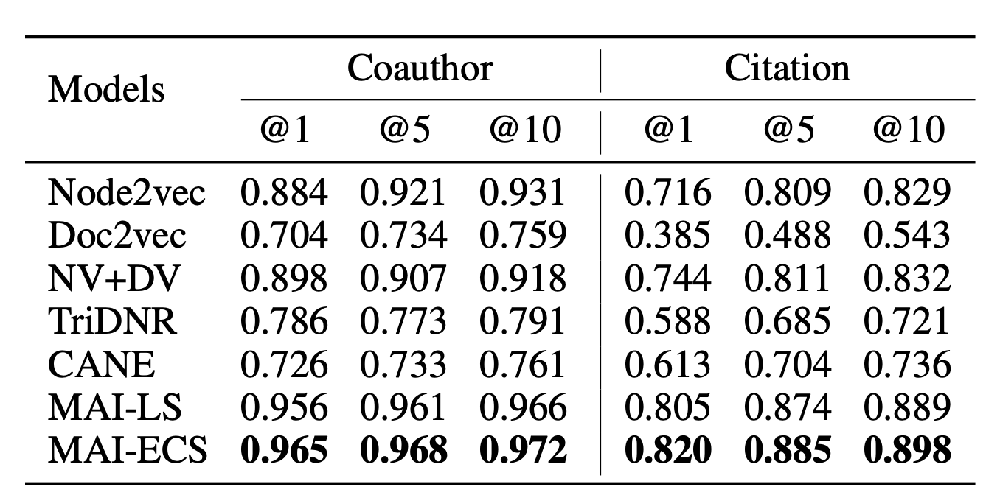 Models Coauthor Citation
@1 @5 @10 @1 @5 @10
Node2vec 0.884 0.921 0.931 0.716 0.809 0.829
Doc2vec 0.704 0.734 0.759 0.385 0.488 0.543
NV+DV 0.898 0.907 0.918 0.744 0.811 0.832
TriDNR 0.786 0.773 0.791 0.588 0.685 0.721
CANE 0.726 0.733 0.761 0.613 0.704 0.736
MAI-LS 0.956 0.961 0.966 0.805 0.874 0.889
MAI-ECS 0.965 0.968 0.972 0.820 0.885 0.898